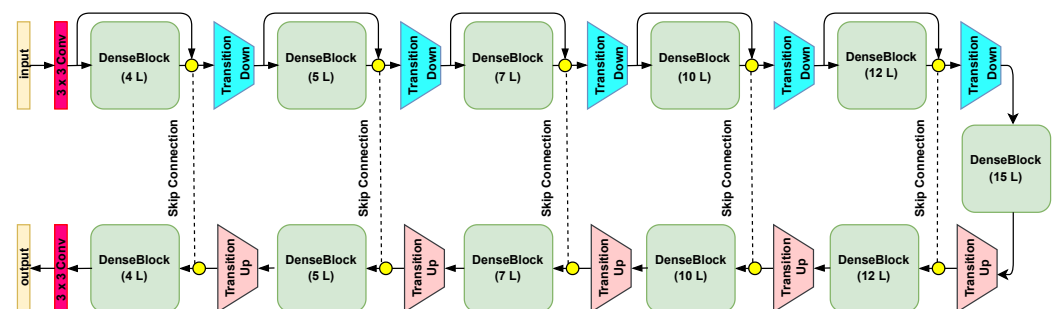 input
3 x 3 Conv
DenseBlock
(4 L)
Transition
Down
DenseBlock
(5 L)
Transition
Down
DenseBlock
(7 L)
Transition
Down
DenseBlock
(10 L)
Transition
Down
DenseBlock
(12 L)
Transition
Down
Skip Connection
Skip Connection
Skip Connection
Skip Connection
Skip Connection
DenseBlock
(15 L)
output
3 x 3 Conv
DenseBlock
(4 L)
Transition
Up
DenseBlock
(5 L)
Transition
Up
DenseBlock
(7 L)
Transition
Up
DenseBlock
(10 L)
Transition
Up
DenseBlock
(12 L)
Transition
Up